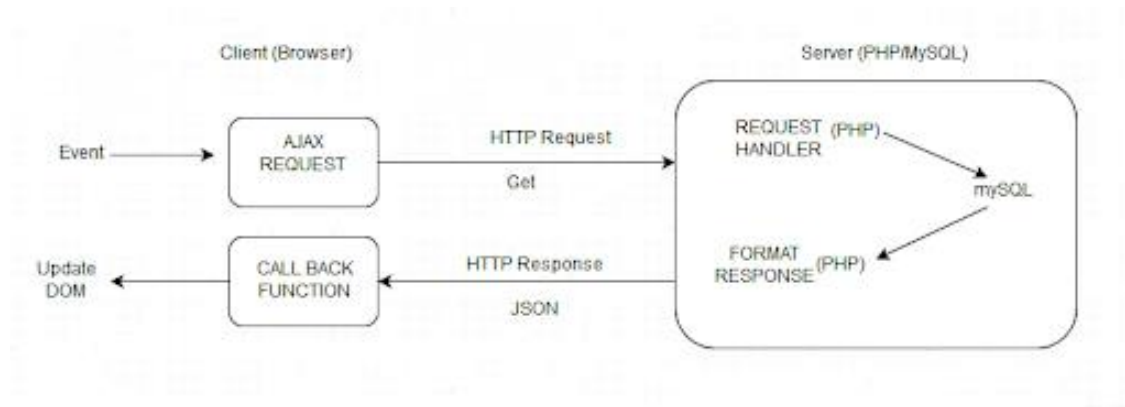 Client (Browser)
Server (PHP/MySQL)
Event
AJAX
REQUEST
HTTP Request
Get
REQUEST (PHP)
HANDLER
mySQL
FORMAT
RESPONSE (PHP)
HTTP Response
JSON
CALL BACK
FUNCTION
Update
DOM